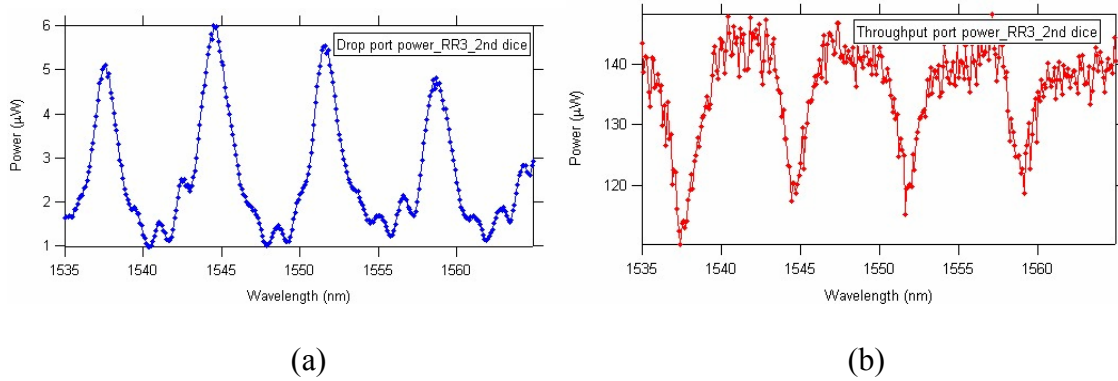 6
5
4
3
2
1
Power (μW)
Drop port power_RR3_2nd dice
1535
1540
1545
1550
1555
1560
Wavelength (nm)
140
130
120
Power (μW)
Throughput port power_RR3_2nd dice
1535
1540
1545
1550
1555
1560
Wavelength (nm)
(a)
(b)